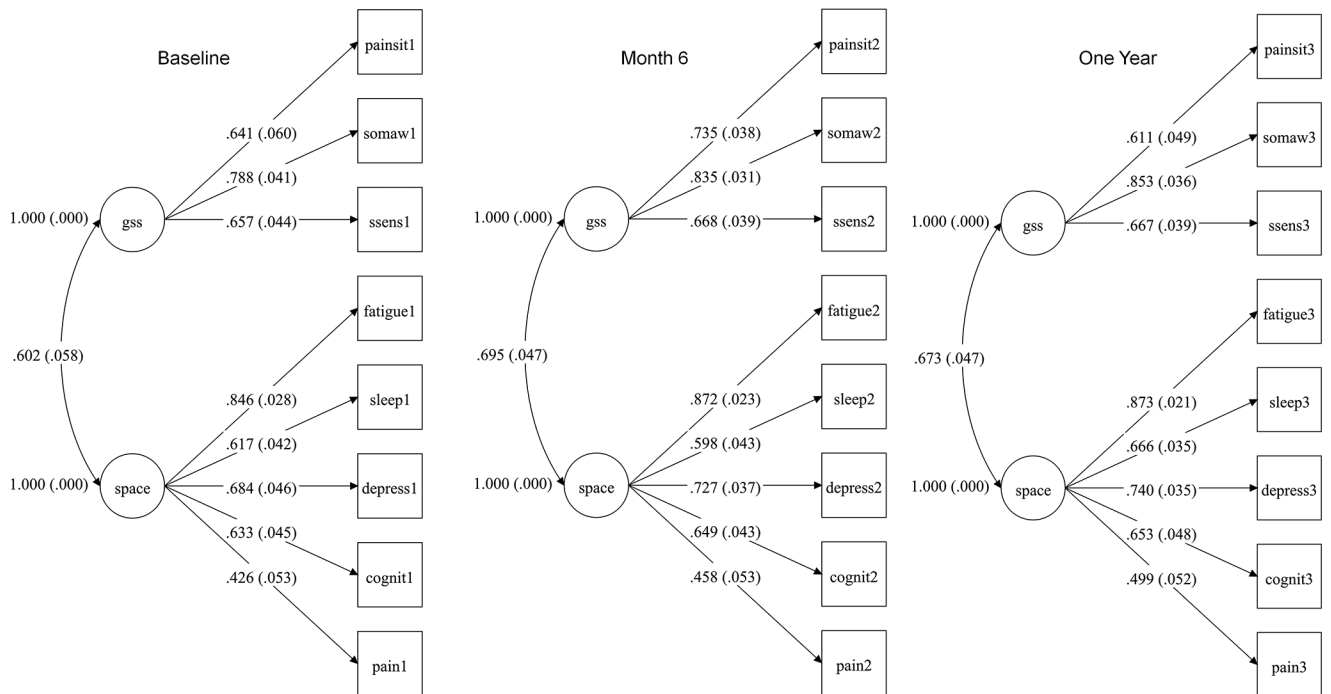 Baseline
painsit1
.641 (.060)
somaw1
.788 (.041)
1.000 (.000)
gss
.657 (.044)
ssens1
fatigue1
.602 (.058)
.846 (.028)
sleep1
.617 (.042)
1.000 (.000)
space
.684 (.046)
depress1
.633 (.045)
cognit1
.426 (.053)
pain1
Month 6
painsit2
.735 (.038)
somaw2
.835 (.031)
1.000 (.000)
gss
.668 (.039)
ssens2
fatigue2
.695 (.047)
.872 (.023)
sleep2
.598 (.043)
1.000 (.000)
space
.727 (.037)
depress2
.649 (.043)
cognit2
.458 (.053)
pain2
One Year
painsit3
.611 (.049)
somaw3
.853 (.036)
1.000 (.000)
gss
.667 (.039)
ssens3
fatigue3
.673 (.047)
.873 (.021)
sleep3
.666 (.035)
1.000 (.000)
space
.740 (.035)
depress3
.653 (.048)
cognit3
.499 (.052)
pain3